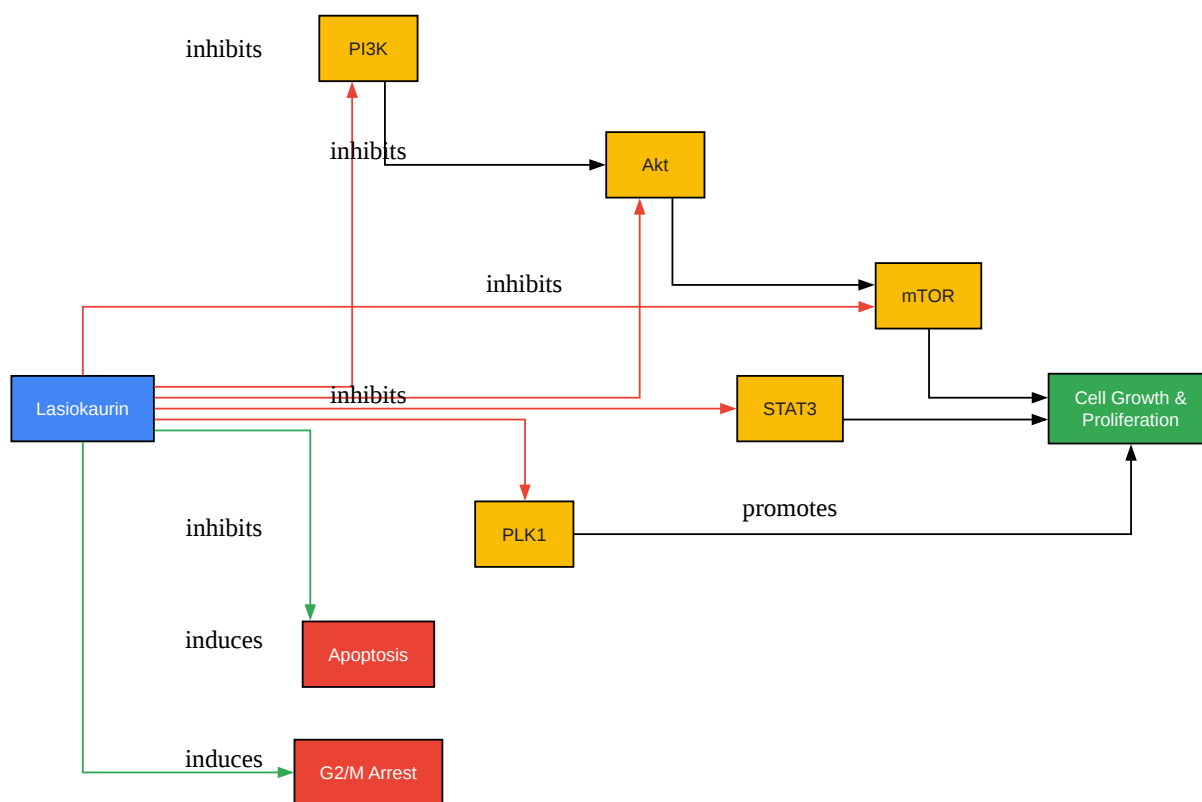 inhibits
PI3K
inhibits
Akt
inhibits
mTOR
Lasiokaurin
inhibits
STAT3
Cell Growth &
Proliferation
inhibits
PLK1
promotes
induces
Apoptosis
induces
G2/M Arrest